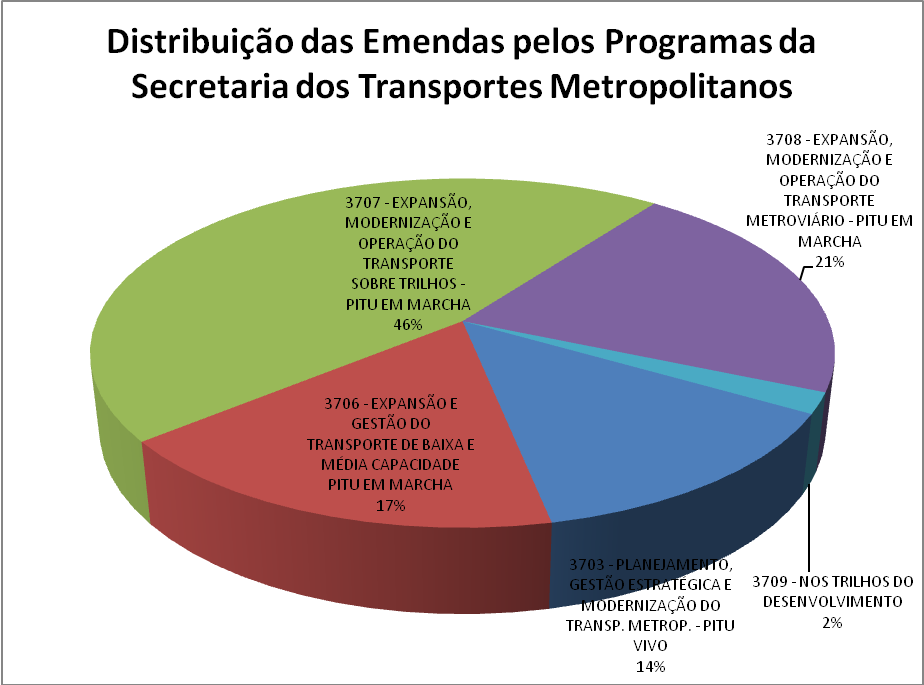 Distribuição das Emendas pelos Programas da
Secretaria dos Transportes Metropolitanos
3708 - EXPANSÃO,
MODERNIZAÇÃO E
OPERAÇÃO DO
TRANSPORTE
METROVIÁRIO - PITU EM
MARCHA
21%
3707 - EXPANSÃO,
MODERNIZAÇÃO E
OPERAÇÃO DO
TRANSPORTE
SOBRE TRILHOS -
PITU EM MARCHA
46%
3706 - EXPANSÃO E
GESTÃO DO
TRANSPORTE DE BAIXA E
MÉDIA CAPACIDADE
PITU EM MARCHA
17%
3703 - PLANEJAMENTO,
GESTÃO ESTRATÉGICA E
MODERNIZAÇÃO DO
TRANSP. METROP. - PITU
VIVO
14%
3709 - NOS TRILHOS DO
DESENVOLVIMENTO
2%